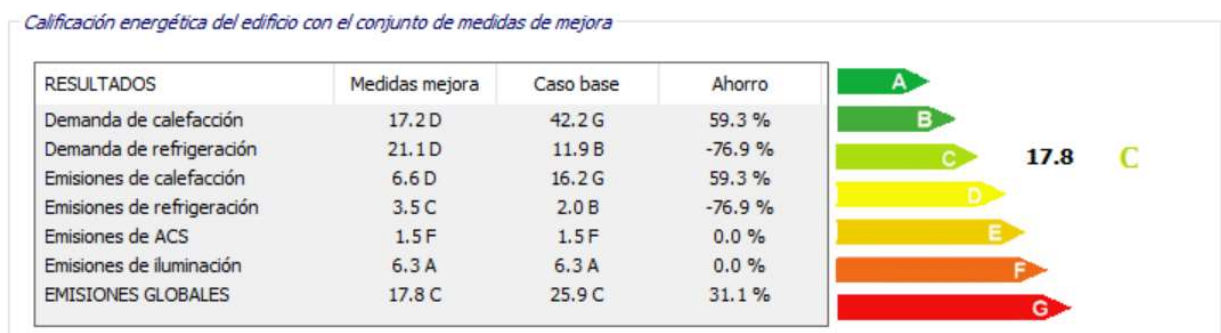 Calificación energética del edificio con el conjunto de medidas de mejora
RESULTADOS Medidas mejora Caso base Ahorro
Demanda de calefacción 17.2 D 42.2 G 59.3 %
Demanda de refrigeración 21.1 D 11.9 B -76.9 %
Emisiones de calefacción 6.6 D 16.2 G 59.3 %
Emisiones de refrigeración 3.5 C 2.0 B -76.9 %
Emisiones de ACS 1.5 F 1.5 F 0.0 %
Emisiones de iluminación 6.3 A 6.3 A 0.0 %
EMISIONES GLOBALES 17.8 C 25.9 C 31.1 %
A
B
C 17.8 C
D
E
F
G